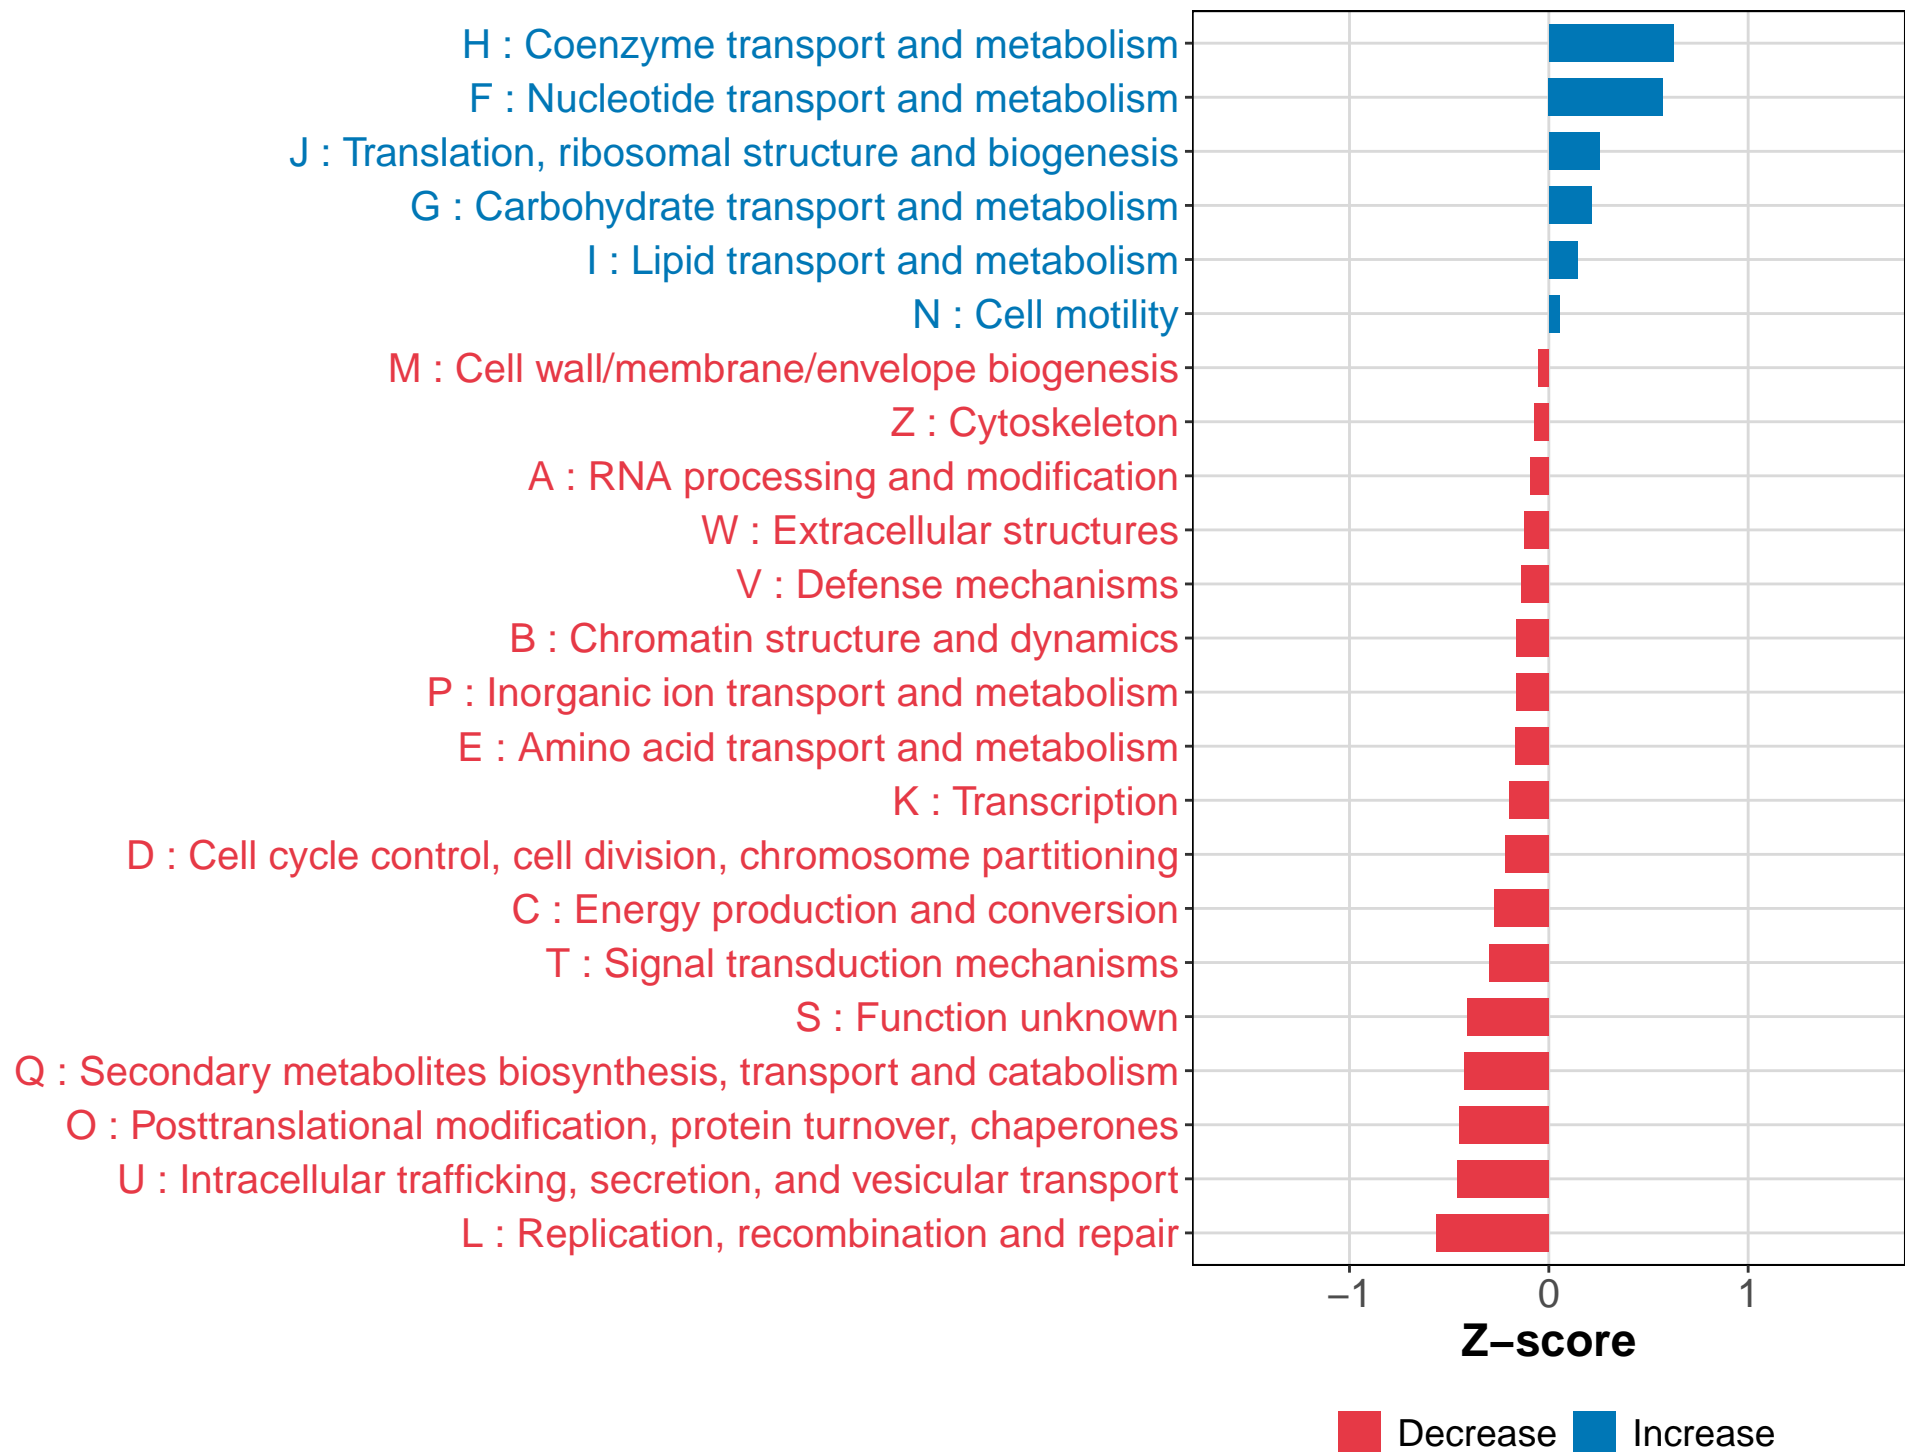 H : Coenzyme transport and metabolism
F : Nucleotide transport and metabolism
J : Translation, ribosomal structure and biogenesis
G : Carbohydrate transport and metabolism
I : Lipid transport and metabolism
N : Cell motility
M : Cell wall/membrane/envelope biogenesis
Z : Cytoskeleton
A : RNA processing and modification
W : Extracellular structures
V : Defense mechanisms
B : Chromatin structure and dynamics
P : Inorganic ion transport and metabolism
E : Amino acid transport and metabolism
K : Transcription
D : Cell cycle control, cell division, chromosome partitioning
C : Energy production and conversion
T : Signal transduction mechanisms
S : Function unknown
Q : Secondary metabolites biosynthesis, transport and catabolism
O : Posttranslational modification, protein turnover, chaperones
U : Intracellular trafficking, secretion, and vesicular transport
L : Replication, recombination and repair
−1 0 1
Z−score
Decrease Increase